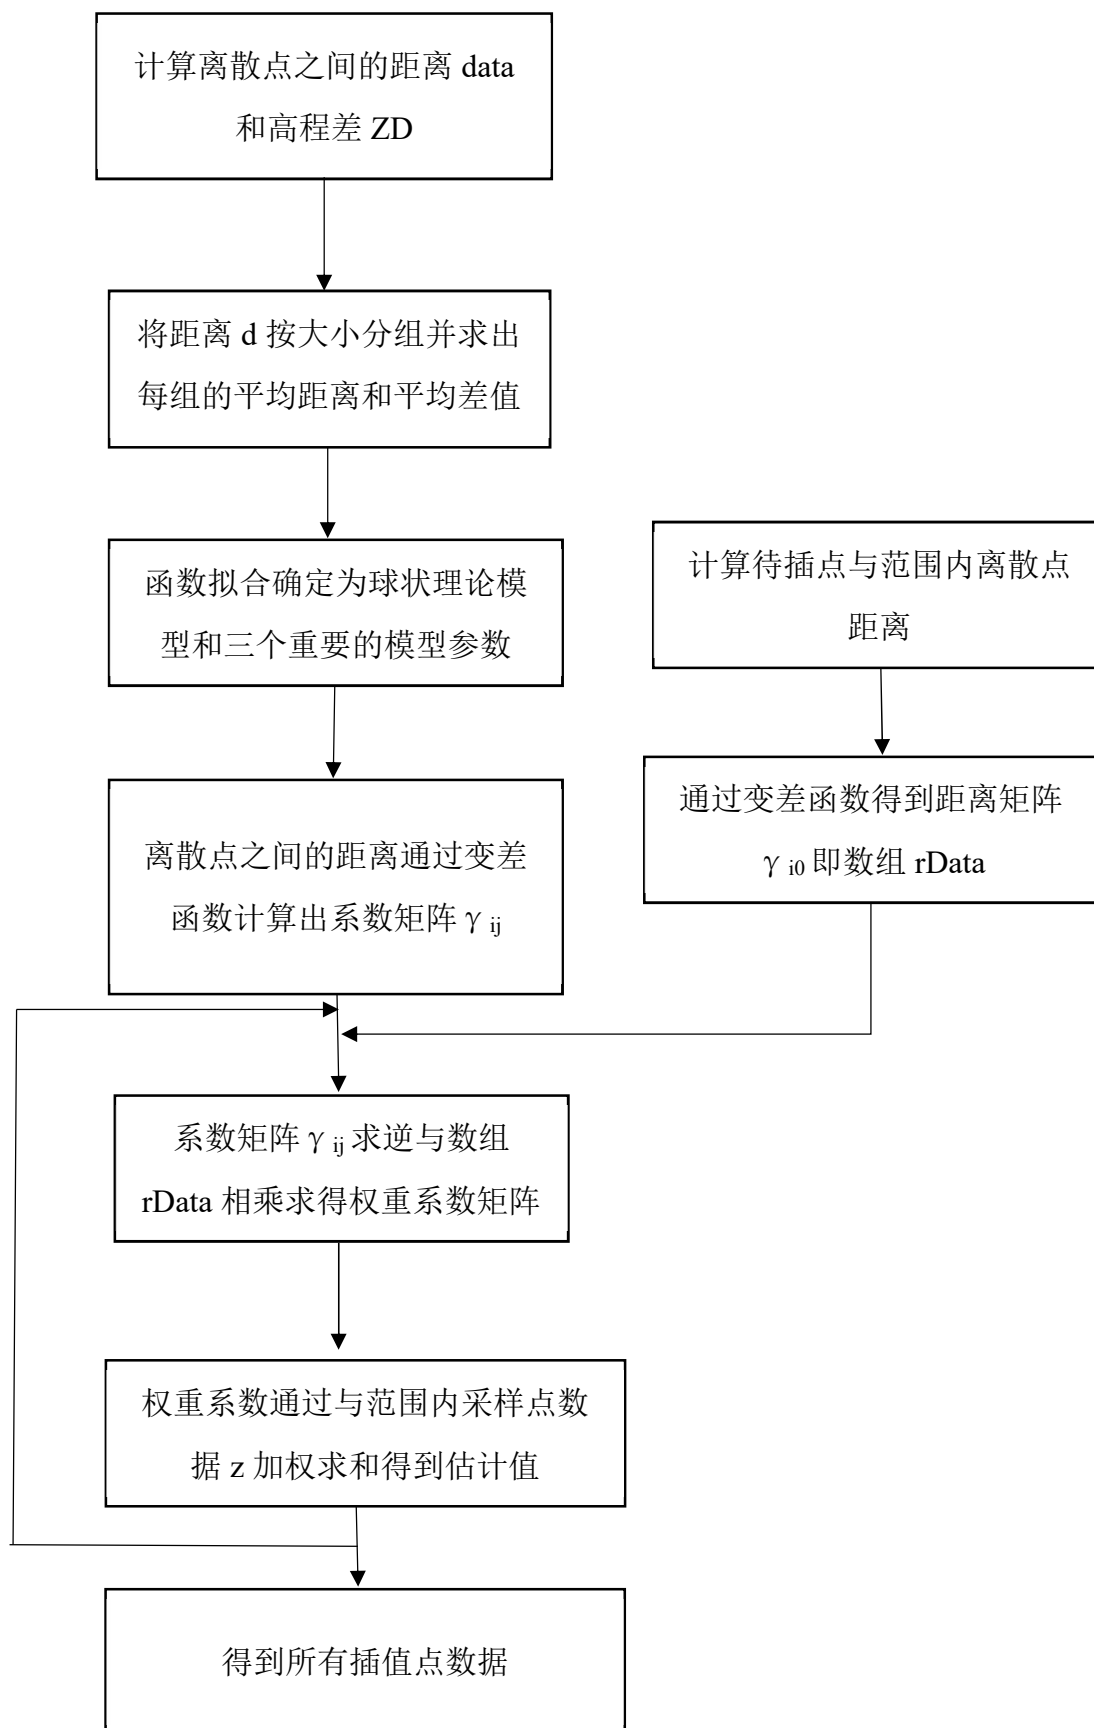 计算离散点之间的距离 data
和高程差 ZD
将距离 d 按大小分组并求出
每组的平均距离和平均差值
函数拟合确定为球状理论模
型和三个重要的模型参数
计算待插点与范围内离散点
距离
离散点之间的距离通过变差
函数计算出系数矩阵 γ ij
通过变差函数得到距离矩阵
γ i0 即数组 rData
系数矩阵 γ ij 求逆与数组
rData 相乘求得权重系数矩阵
权重系数通过与范围内采样点数
据 z 加权求和得到估计值
得到所有插值点数据